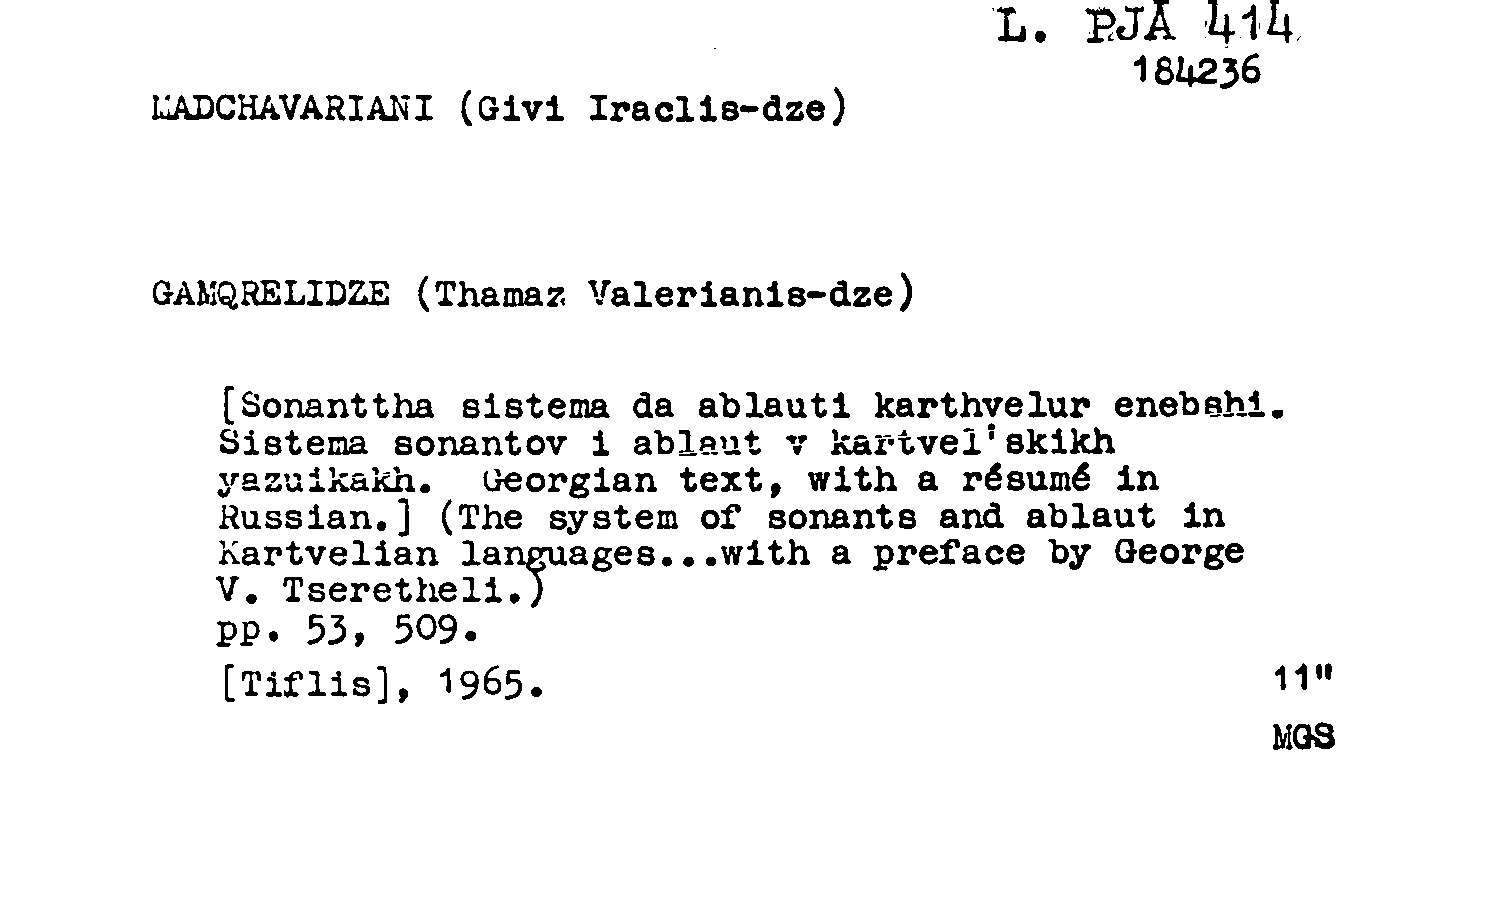 L. PJA 414
184236
MADCHAVARIANI (Givi Iraclis-dze)
GAMQRELIDZE (Thamaz Valerianis-dze)
[Sonanttha sistema da ablauti karthvelur enebshi.
Sistema sonantov i ablaut v kartvel'skikh
yazuikakh. Georgian text, with a résumé in
Russian.] (The system of sonants and ablaut in
Kartvelian languages...with a preface by George
V. Tseretheli.)
pp. 53, 509.
[Tiflis], 1965.
11"
MGS